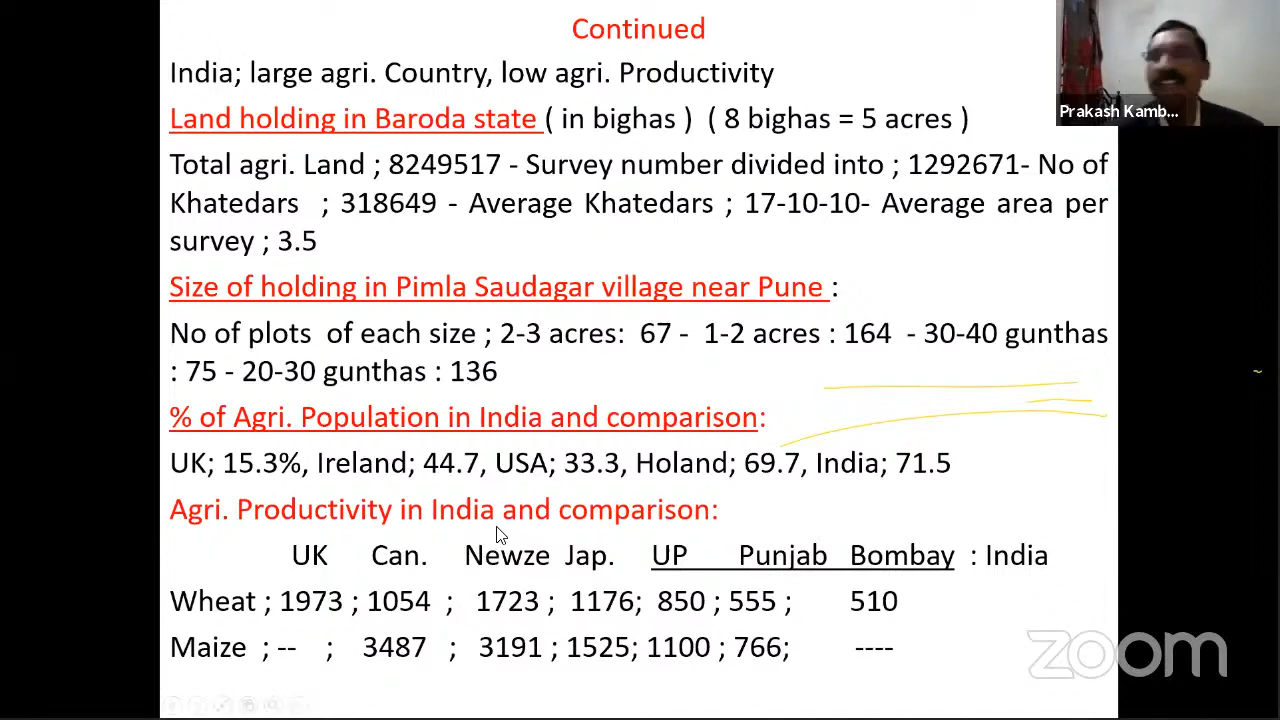 Continued
India; large agri. Country, low agri. Productivity
Prakash Kamb...
Land holding in Baroda state ( in bighas ) ( 8 bighas = 5 acres )
Total agri. Land ; 8249517 - Survey number divided into ; 1292671- No of
Khatedars ; 318649 - Average Khatedars ; 17-10-10- Average area per
survey ; 3.5
Size of holding in Pimla Saudagar village near Pune :
No of plots of each size ; 2-3 acres: 67 - 1-2 acres : 164 - 30-40 gunthas
: 75 - 20-30 gunthas : 136
% of Agri. Population in India and comparison:
UK; 15.3%, Ireland; 44.7, USA; 33.3, Holand; 69.7, India; 71.5
Agri. Productivity in India and comparison:
UK Can. Newze Jap. UP Punjab Bombay : India
Wheat ; 1973 ; 1054 ; 1723 ; 1176; 850 ; 555 ; 510
Maize ; -- ; 3487 ; 3191 ; 1525; 1100 ; 766; ----
zoom